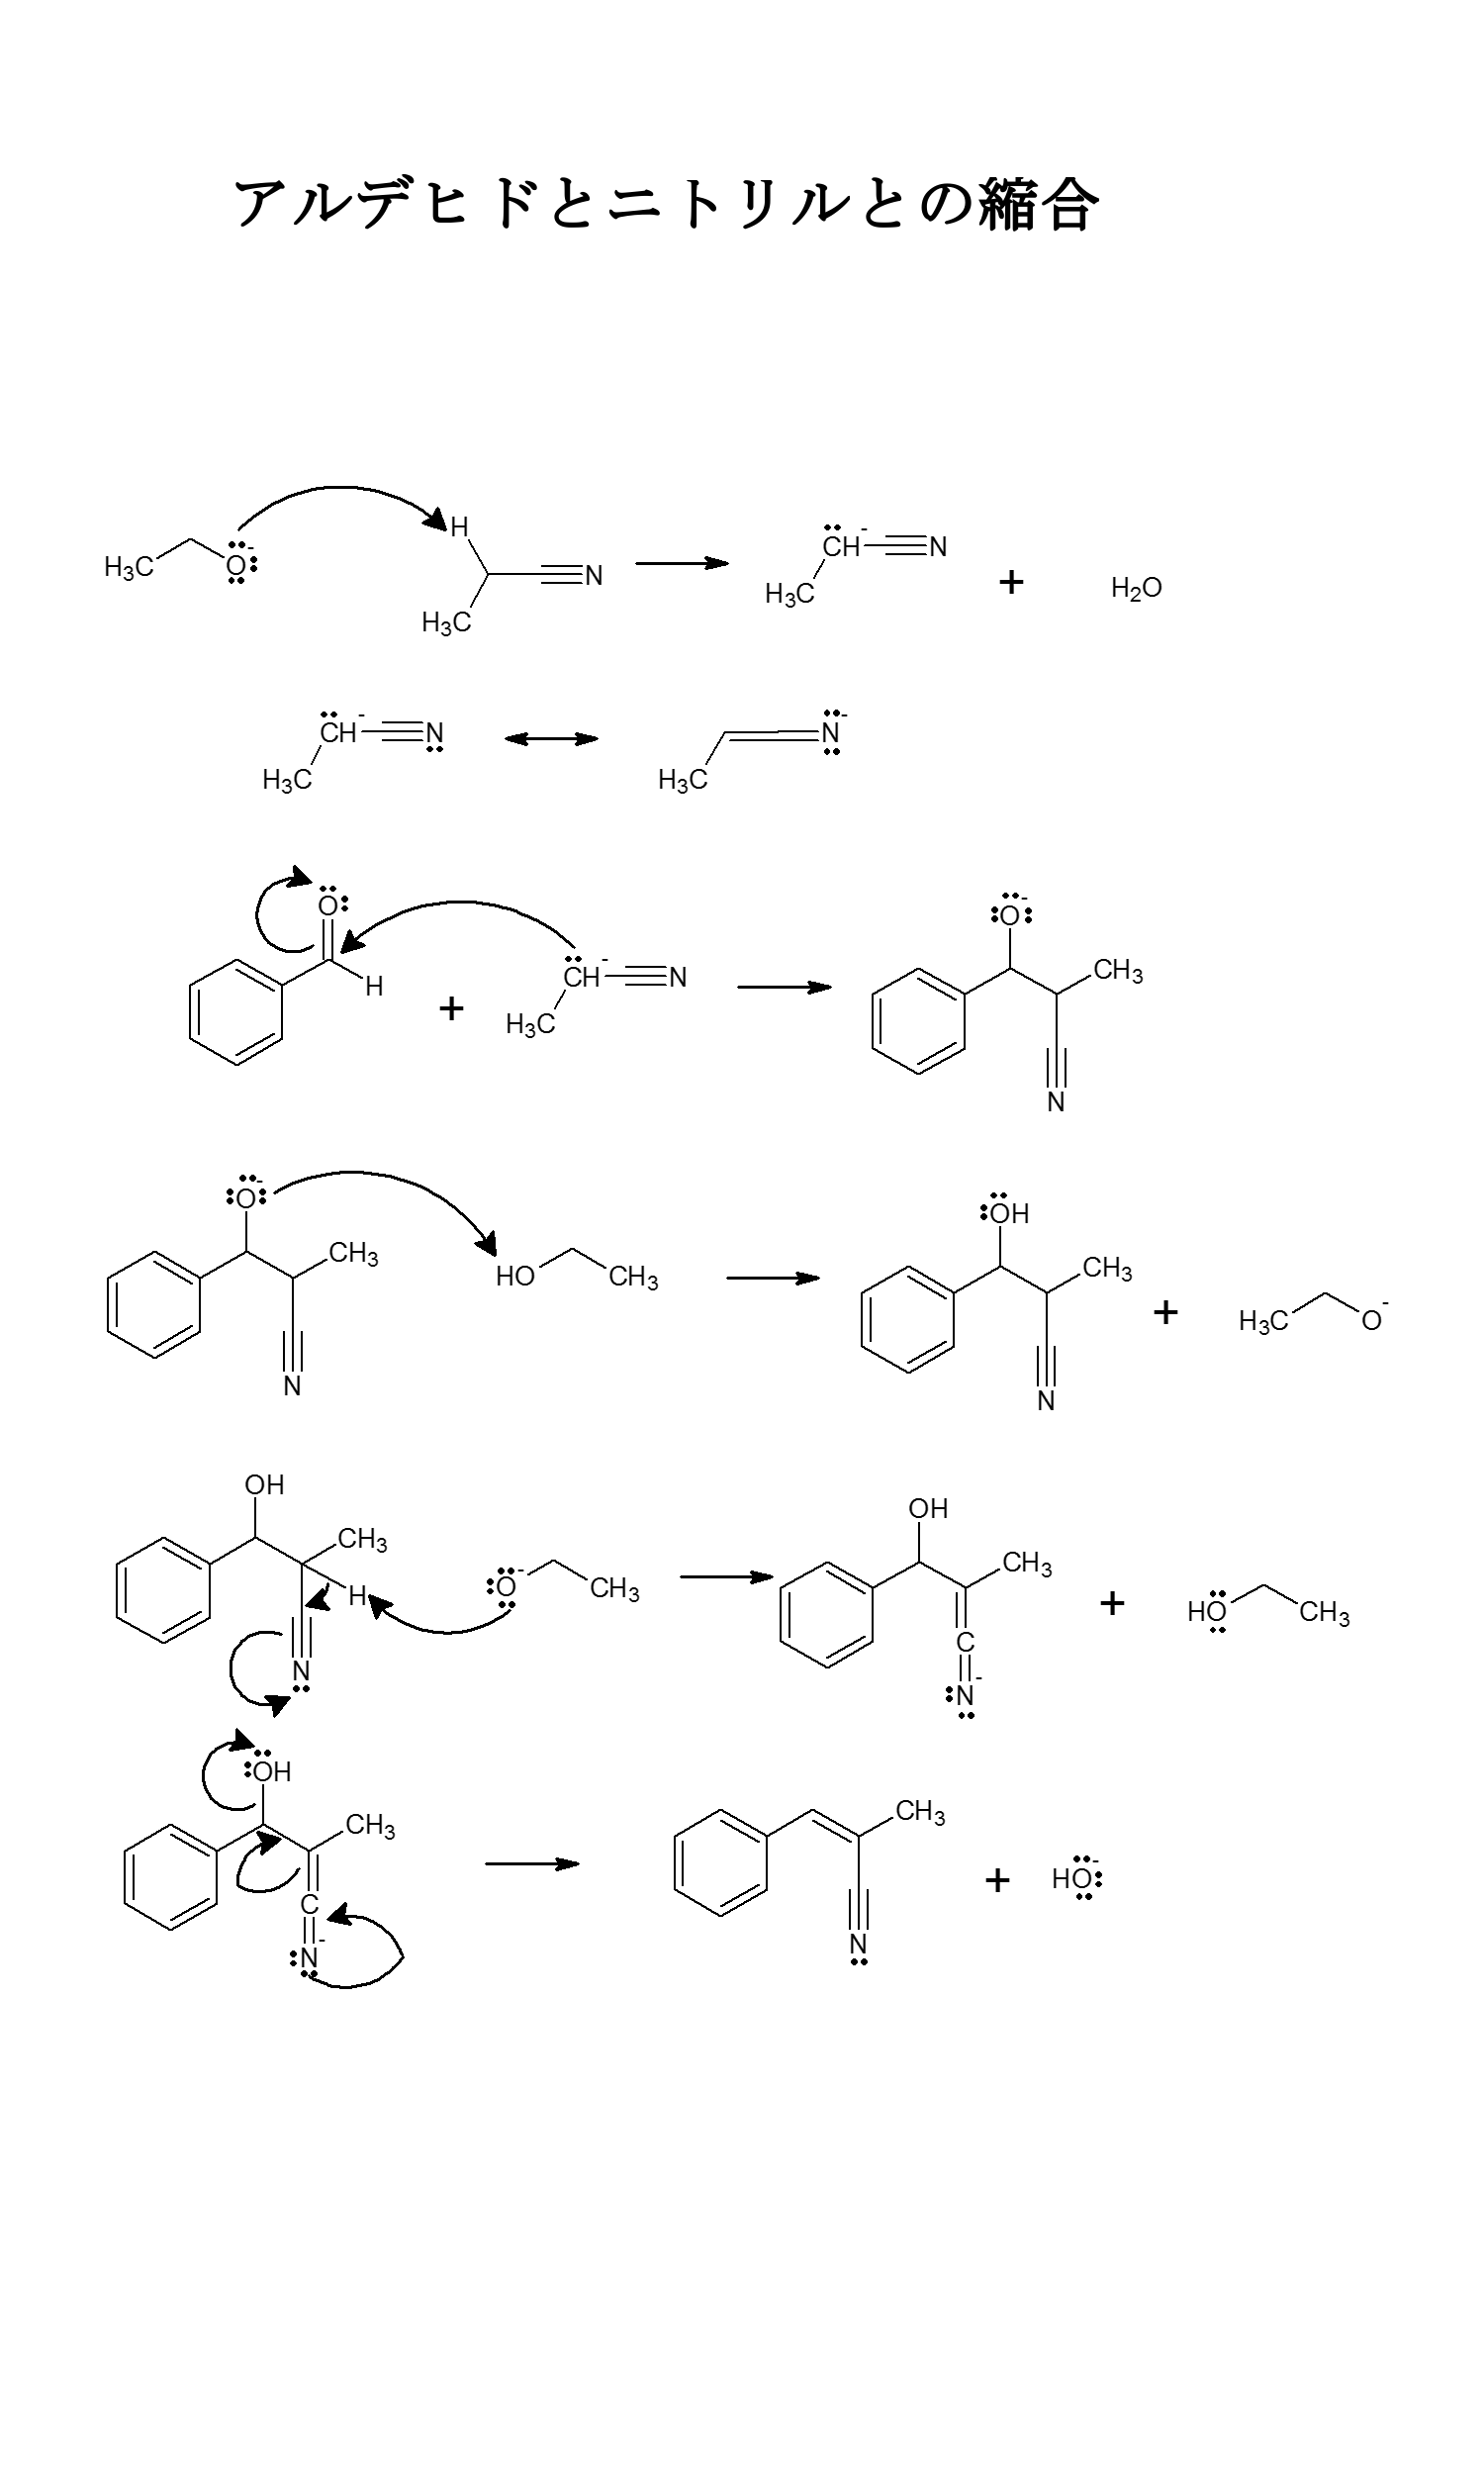 アルデヒドとニトリルとの縮合
H₃C O:⁻ H H₃C N CH⁻ N H₃C + H₂O
CH⁻ N H₃C H₃C N⁻
O H + CH⁻ N H₃C O⁻ CH₃ N
O⁻ CH₃ N HO CH₃ OH CH₃ N + H₃C O⁻
OH CH₃ H N O⁻ CH₃ OH CH₃ C N⁻ + HO CH₃
OH CH₃ C N⁻ CH₃ N + HO⁻